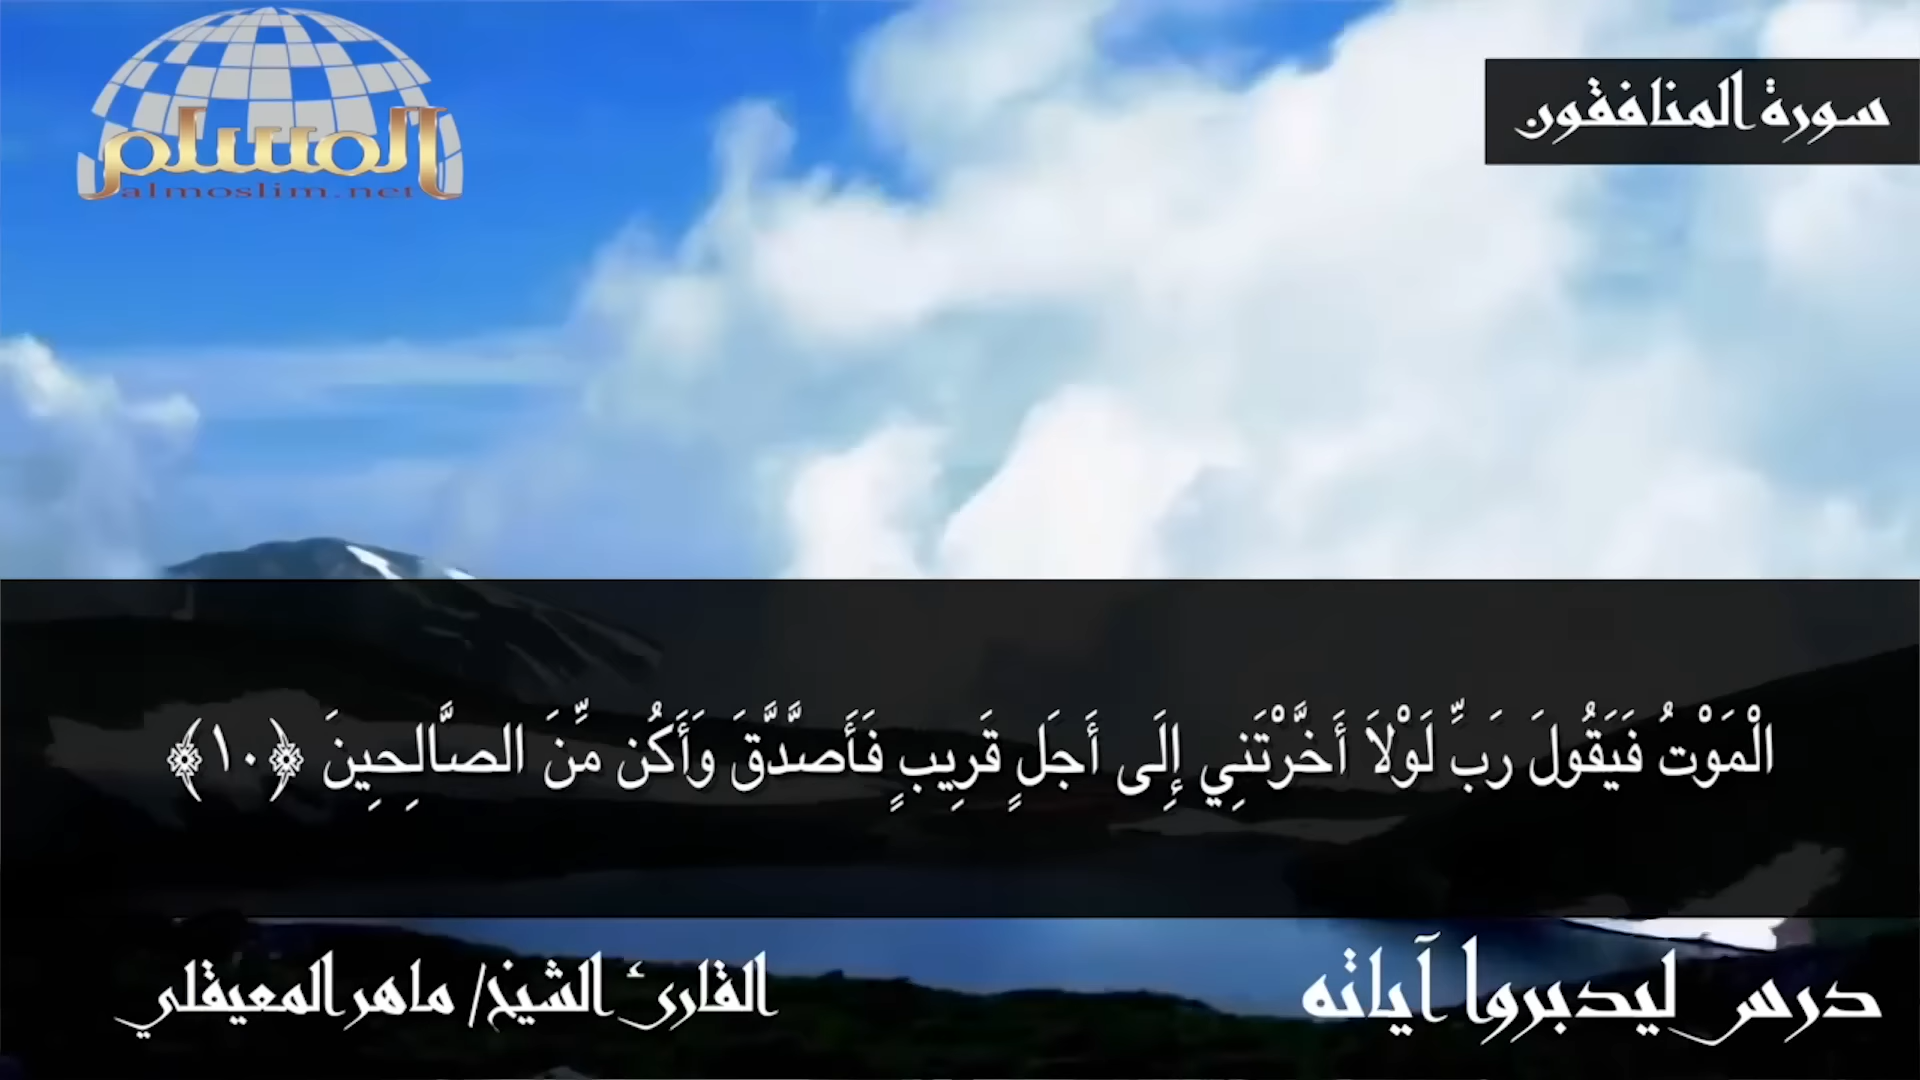 المسلم
almoslim.net
سورة المنافقون
الْمَوْتُ فَيَقُولَ رَبِّ لَوْلَا أَخَّرْتَنِي إِلَى أَجَلٍ قَرِيبٍ فَأَصَّدَّقَ وَأَكُن مِّنَ الصَّالِحِينَ ﴿١٠﴾
درس ليدبروا آياته
القارئ الشيخ/ ماهر المعيقلي